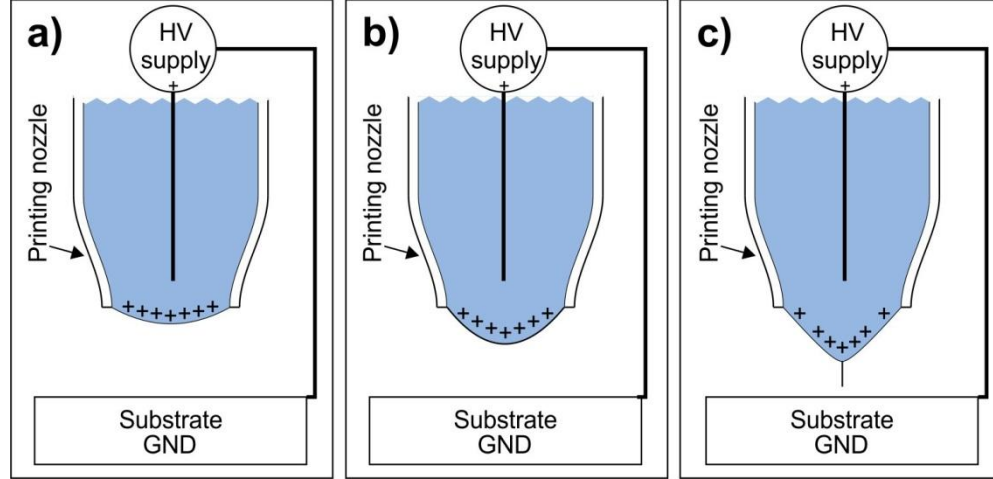 a)
HV
supply
+
Printing nozzle
+ + + + + + +
Substrate
GND
b)
HV
supply
+
Printing nozzle
+ + + + + + +
Substrate
GND
c)
HV
supply
+
Printing nozzle
+ + + + + + +
Substrate
GND